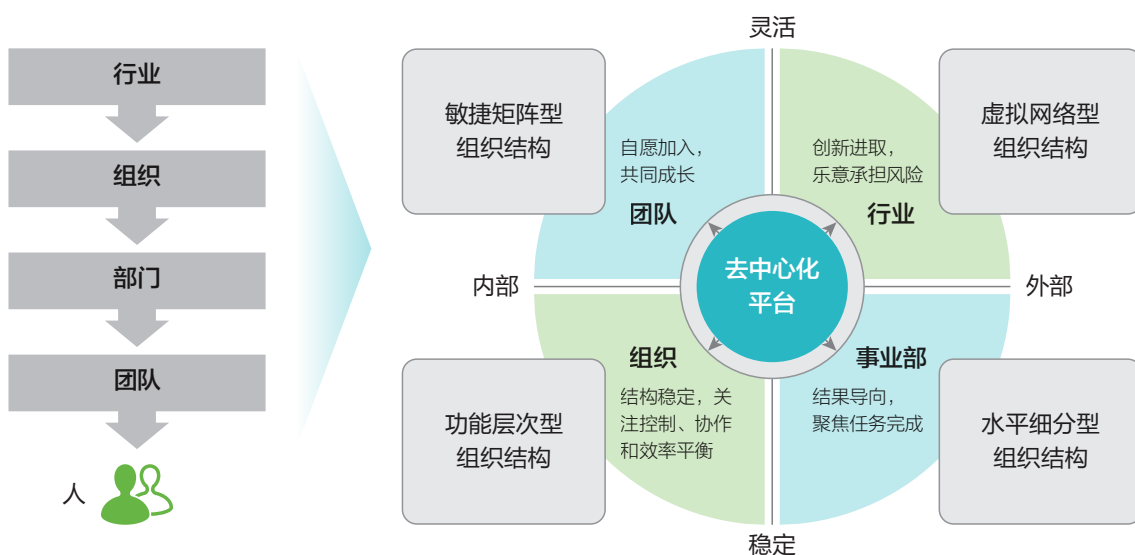 行业
组织
部门
团队
人
灵活
敏捷矩阵型
组织结构
自愿加入，
共同成长
团队
创新进取，
乐意承担风险
行业
虚拟网络型
组织结构
内部
去中心化
平台
外部
功能层次型
组织结构
组织
结构稳定，关
注控制、协作
和效率平衡
事业部
结果导向，
聚焦任务完成
水平细分型
组织结构
稳定